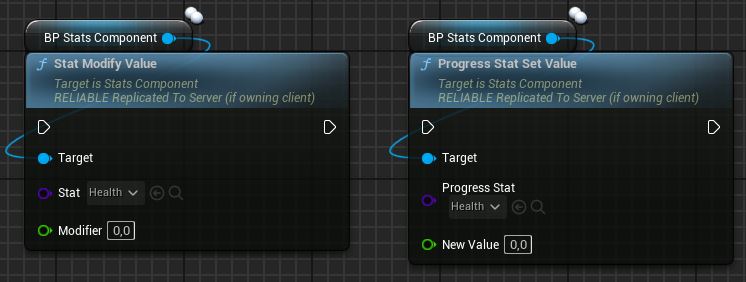 BP Stats Component
Stat Modify Value
Target is Stats Component
RELIABLE Replicated To Server (if owning client)
Target
Stat Health
Modifier 0,0
BP Stats Component
Progress Stat Set Value
Target is Stats Component
RELIABLE Replicated To Server (if owning client)
Target
Progress Stat
Health
New Value 0,0